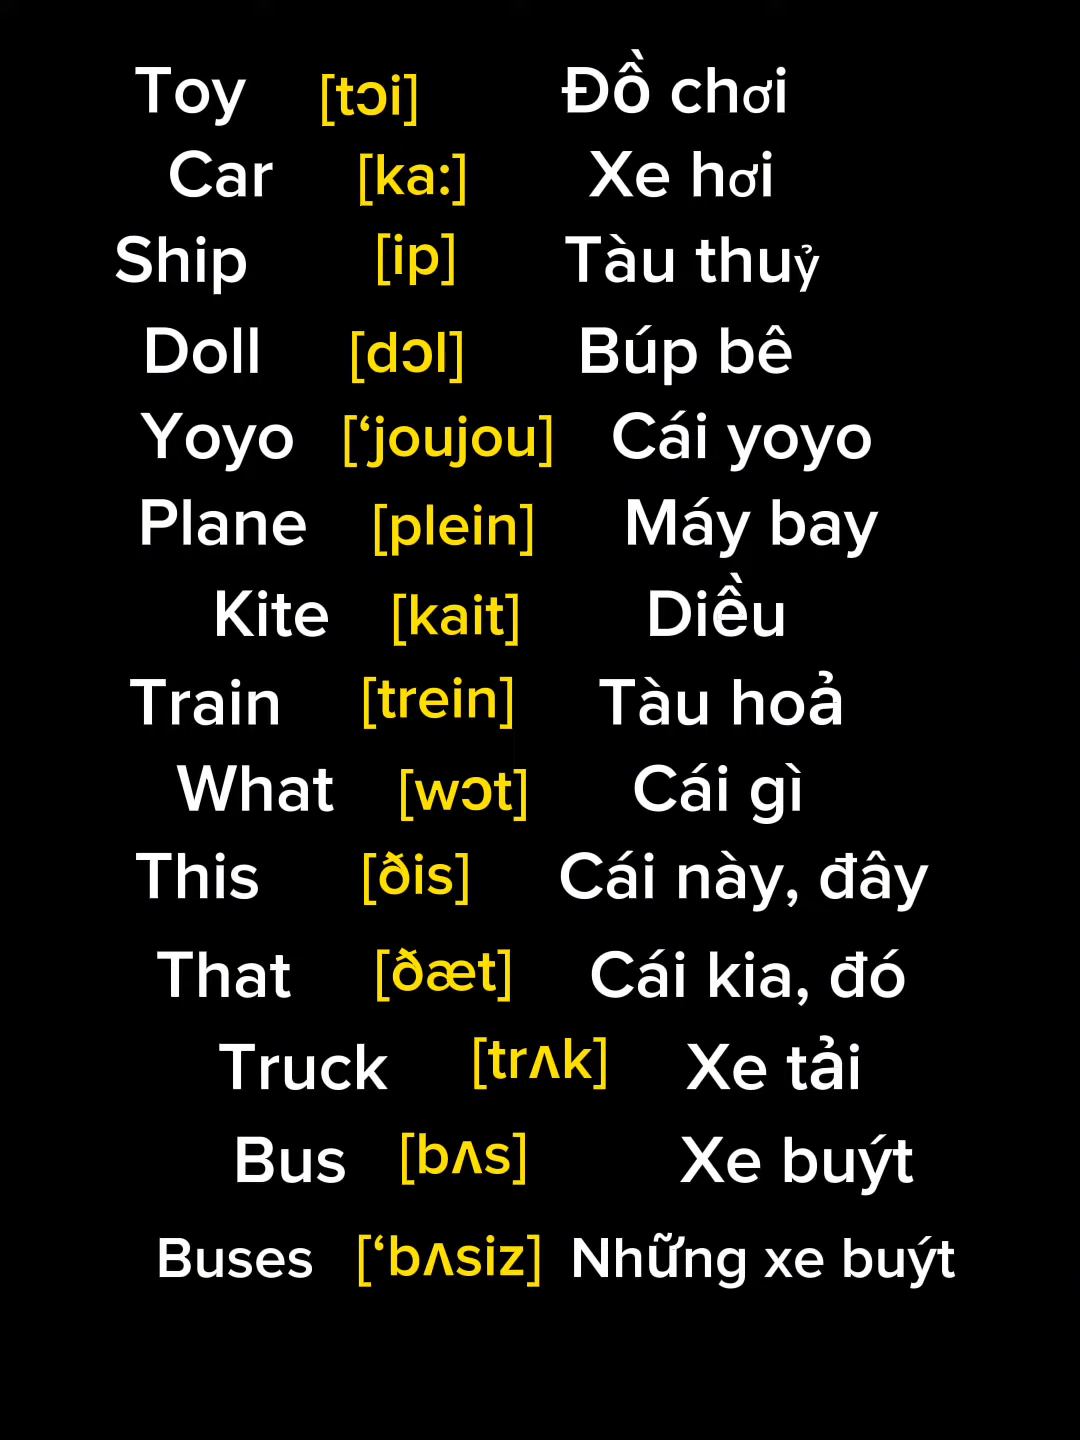 Toy [tɔi] Đồ chơi
Car [ka:] Xe hơi
Ship [ip] Tàu thuỷ
Doll [dɔl] Búp bê
Yoyo [‘joujou] Cái yoyo
Plane [plein] Máy bay
Kite [kait] Diều
Train [trein] Tàu hoả
What [wɔt] Cái gì
This [ðis] Cái này, đây
That [ðæt] Cái kia, đó
Truck [trʌk] Xe tải
Bus [bʌs] Xe buýt
Buses [‘bʌsiz] Những xe buýt